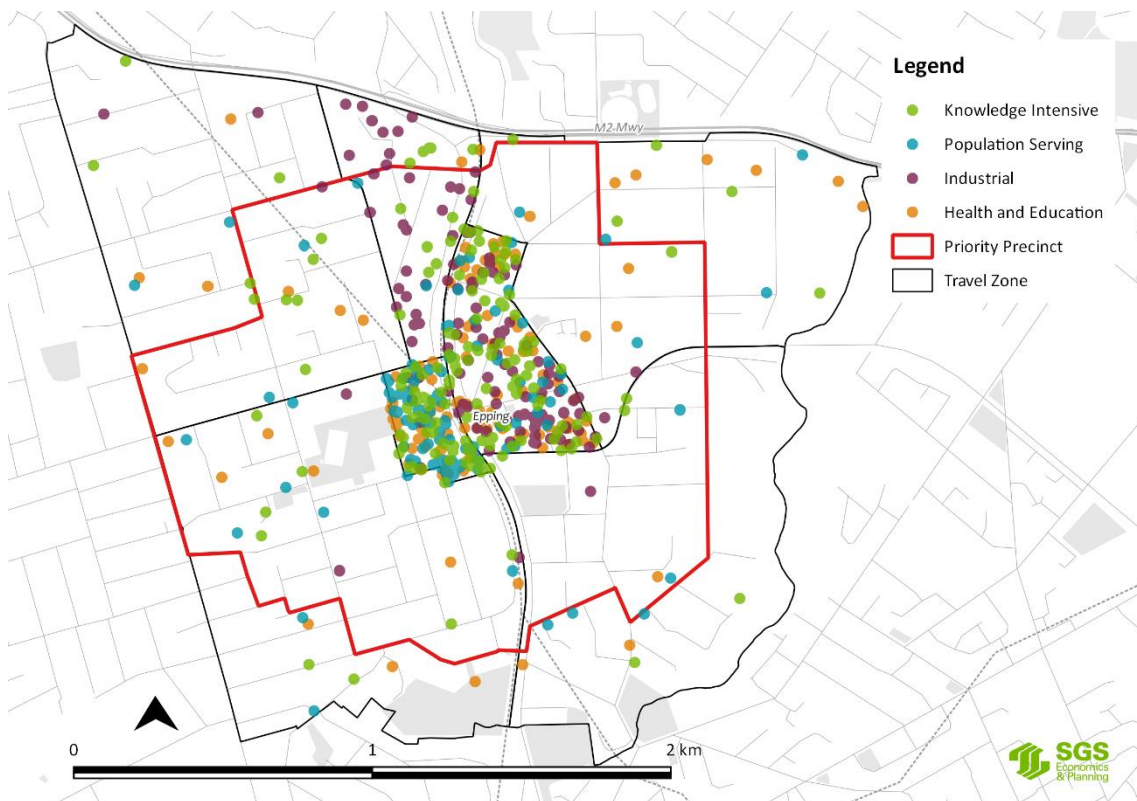 Legend
Knowledge Intensive
Population Serving
Industrial
Health and Education
Priority Precinct
Travel Zone
M2 Mwy
Epping
0 1 2 km
SGS
Economics
& Planning